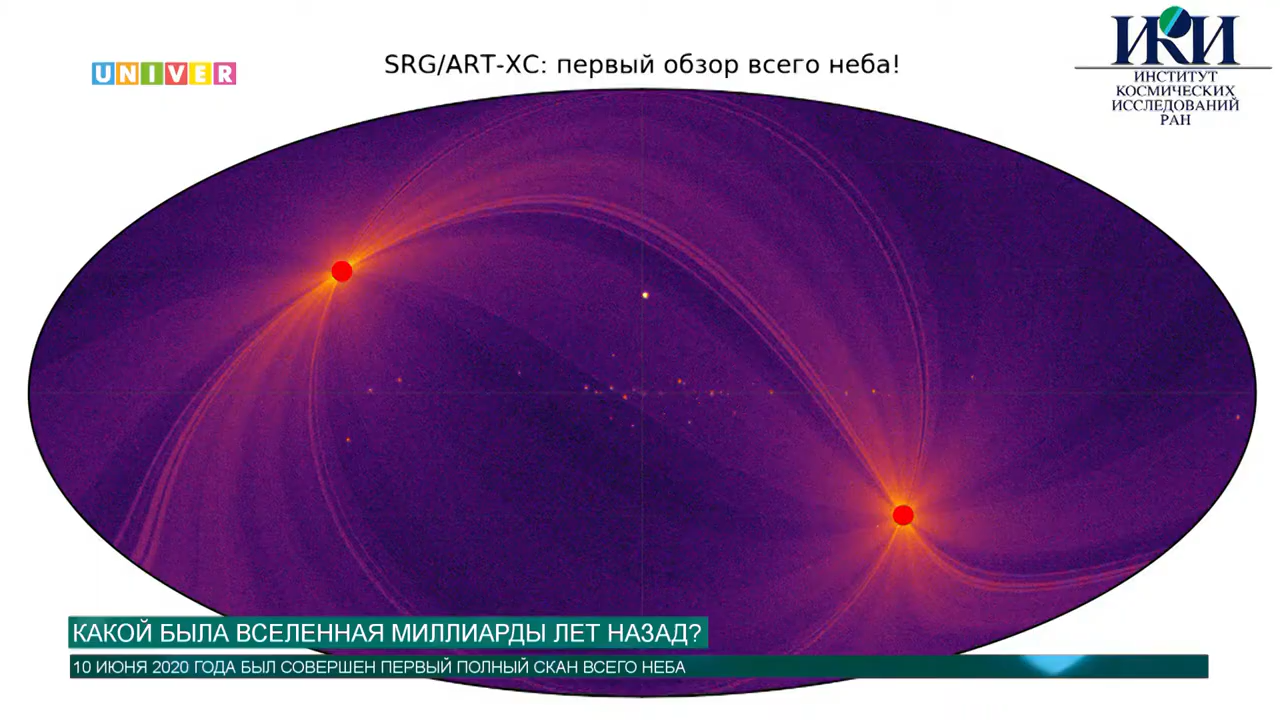 SRG/ART-XC: первый обзор всего неба!
UNIVER
ИКИ
ИНСТИТУТ
КОСМИЧЕСКИХ
ИССЛЕДОВАНИЙ
РАН
КАКОЙ БЫЛА ВСЕЛЕННАЯ МИЛЛИАРДЫ ЛЕТ НАЗАД?
10 ИЮНЯ 2020 ГОДА БЫЛ СОВЕРШЕН ПЕРВЫЙ ПОЛНЫЙ СКАН ВСЕГО НЕБА